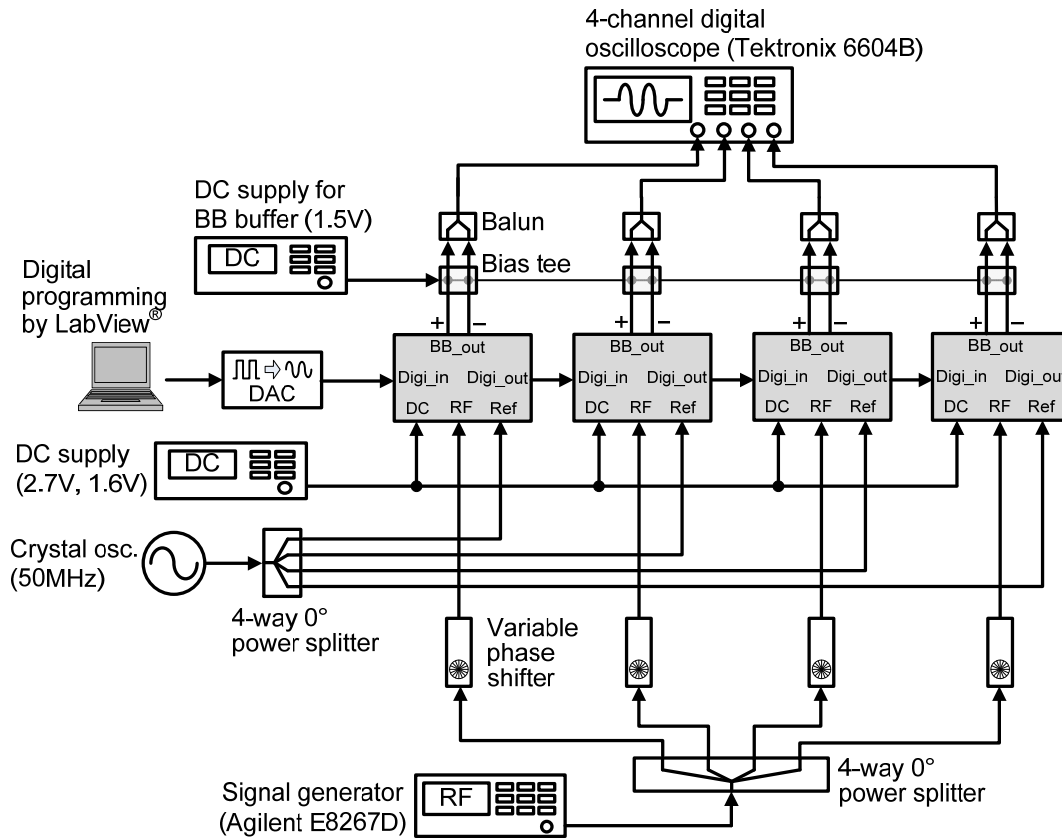 4-channel digital
oscilloscope (Tektronix 6604B)
DC supply for
BB buffer (1.5V)
DC
Balun
Bias tee
Digital
programming
by LabView®
DAC
+ −
BB_out
Digi_in Digi_out
DC RF Ref
+ −
BB_out
Digi_in Digi_out
DC RF Ref
+ −
BB_out
Digi_in Digi_out
DC RF Ref
+ −
BB_out
Digi_in Digi_out
DC RF Ref
DC supply
(2.7V, 1.6V)
DC
Crystal osc.
(50MHz)
4-way 0°
power splitter
Variable
phase
shifter
4-way 0°
power splitter
Signal generator
(Agilent E8267D)
RF